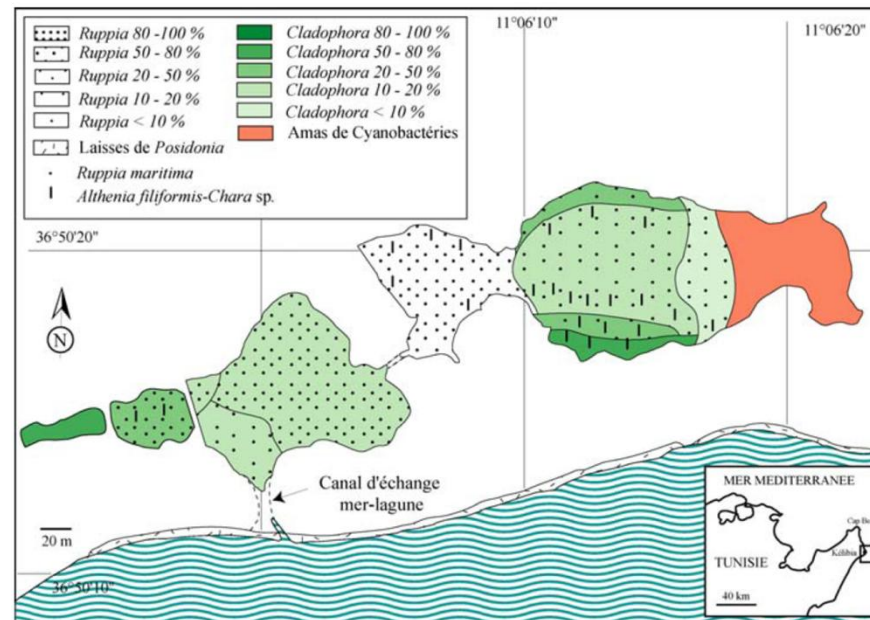 11°06'10"
11°06'20"
Ruppia 80 -100 %
Ruppia 50 - 80 %
Ruppia 20 - 50 %
Ruppia 10 - 20 %
Ruppia < 10 %
Laisses de Posidonia
Ruppia maritima
Althenia filiformis-Chara sp.
Cladophora 80 - 100 %
Cladophora 50 - 80 %
Cladophora 20 - 50 %
Cladophora 10 - 20 %
Cladophora < 10 %
Amas de Cyanobactéries
36°50'20"
N
Canal d'échange
mer-lagune
20 m
36°50'10"
MER MEDITERRANEE
Cap Bo
Kélibia
TUNISIE
40 km